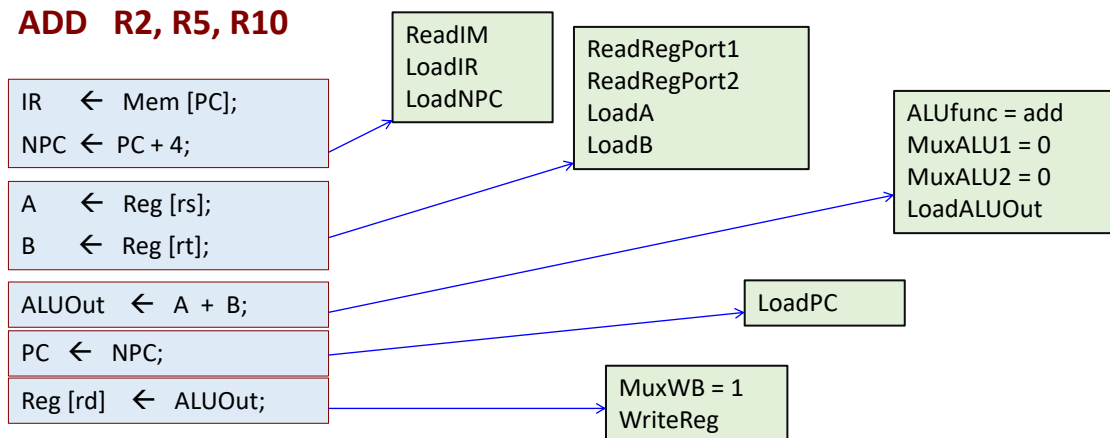 ADD R2, R5, R10
IR ← Mem [PC];
NPC ← PC + 4;
A ← Reg [rs];
B ← Reg [rt];
ALUOut ← A + B;
PC ← NPC;
Reg [rd] ← ALUOut;
ReadIM
LoadIR
LoadNPC
ReadRegPort1
ReadRegPort2
LoadA
LoadB
ALUfunc = add
MuxALU1 = 0
MuxALU2 = 0
LoadALUOut
LoadPC
MuxWB = 1
WriteReg